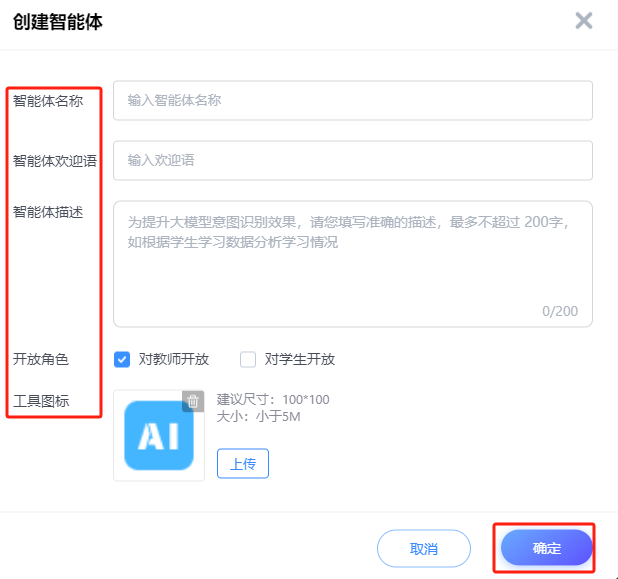 创建智能体
智能体名称
输入智能体名称
智能体欢迎语
输入欢迎语
智能体描述
为提升大模型意图识别效果，请您填写准确的描述，最多不超过 200字，
如根据学生学习数据分析学习情况
0/200
开放角色
对教师开放
对学生开放
工具图标
AI
建议尺寸：100*100
大小：小于5M
上传
取消
确定